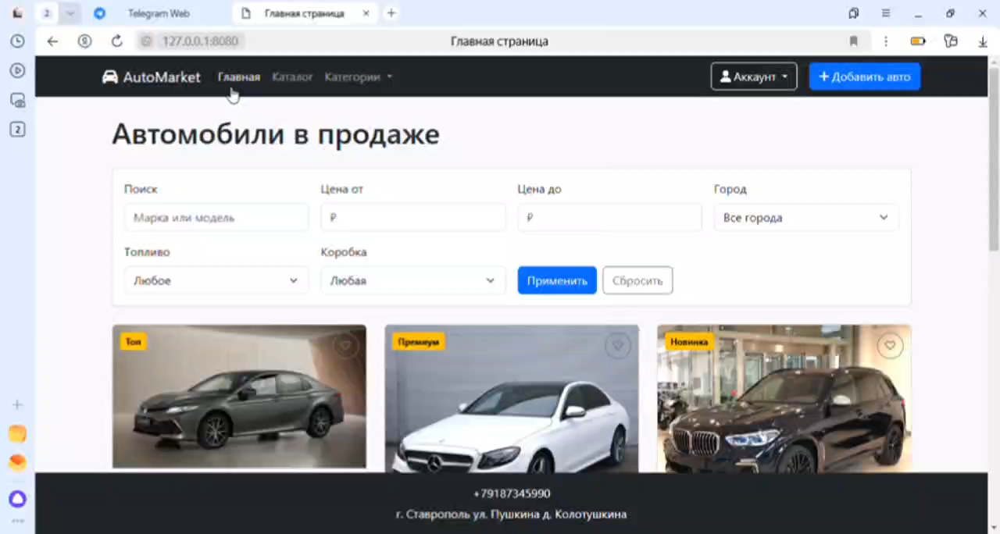 2 Telegram Web Главная страница
127.0.0.1:8080 Главная страница
2
AutoMarket Главная Каталог Категории Аккаунт + Добавить авто
Автомобили в продаже
Поиск Цена от Цена до Город
Марка или модель ₽ ₽ Все города
Топливо Коробка
Любое Любая Применить Сбросить
Топ Премиум Новинка
+79187345990
г. Ставрополь ул. Пушкина д. Колотушкина